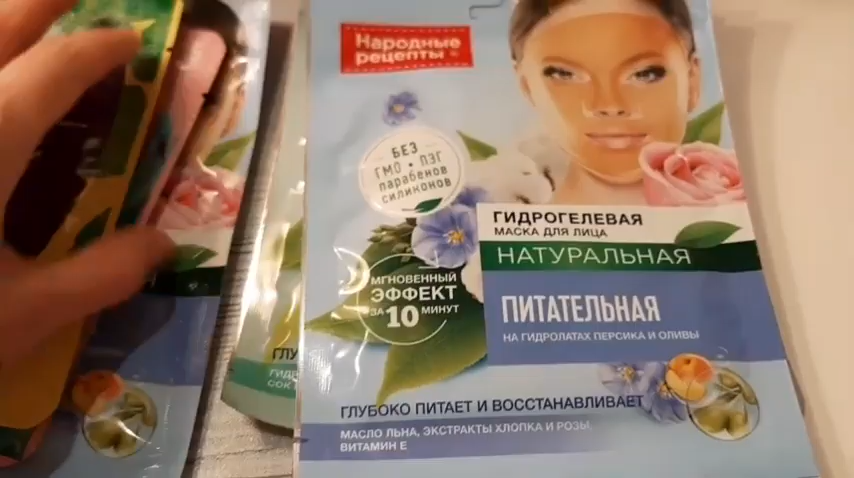 Народные
рецепты
БЕЗ
ГМО • ПЭГ
парабенов
силиконов
ГИДРОГЕЛЕВАЯ
МАСКА ДЛЯ ЛИЦА
НАТУРАЛЬНАЯ
ПИТАТЕЛЬНАЯ
НА ГИДРОЛАТАХ ПЕРСИКА И ОЛИВЫ
МГНОВЕННЫЙ
ЭФФЕКТ
ЗА 10 МИНУТ
ГЛУБОКО ПИТАЕТ И ВОССТАНАВЛИВАЕТ
МАСЛО ЛЬНА, ЭКСТРАКТЫ ХЛОПКА И РОЗЫ,
ВИТАМИН Е